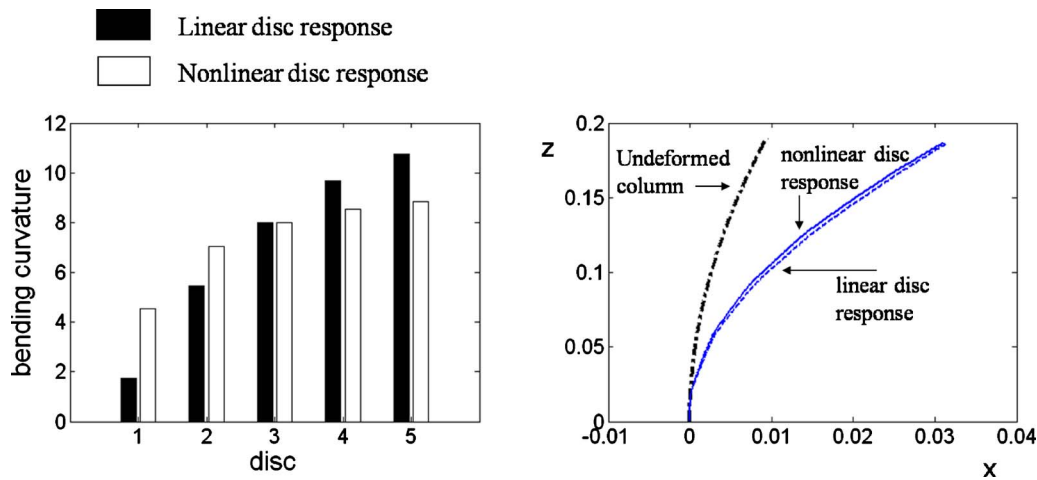 Linear disc response
Nonlinear disc response
12
10
8
6
4
2
0
bending curvature
1 2 3 4 5
disc
0.2
z
0.15
0.1
0.05
0
Undeformed
column
nonlinear disc
response
linear disc
response
-0.01 0 0.01 0.02 0.03 0.04
x